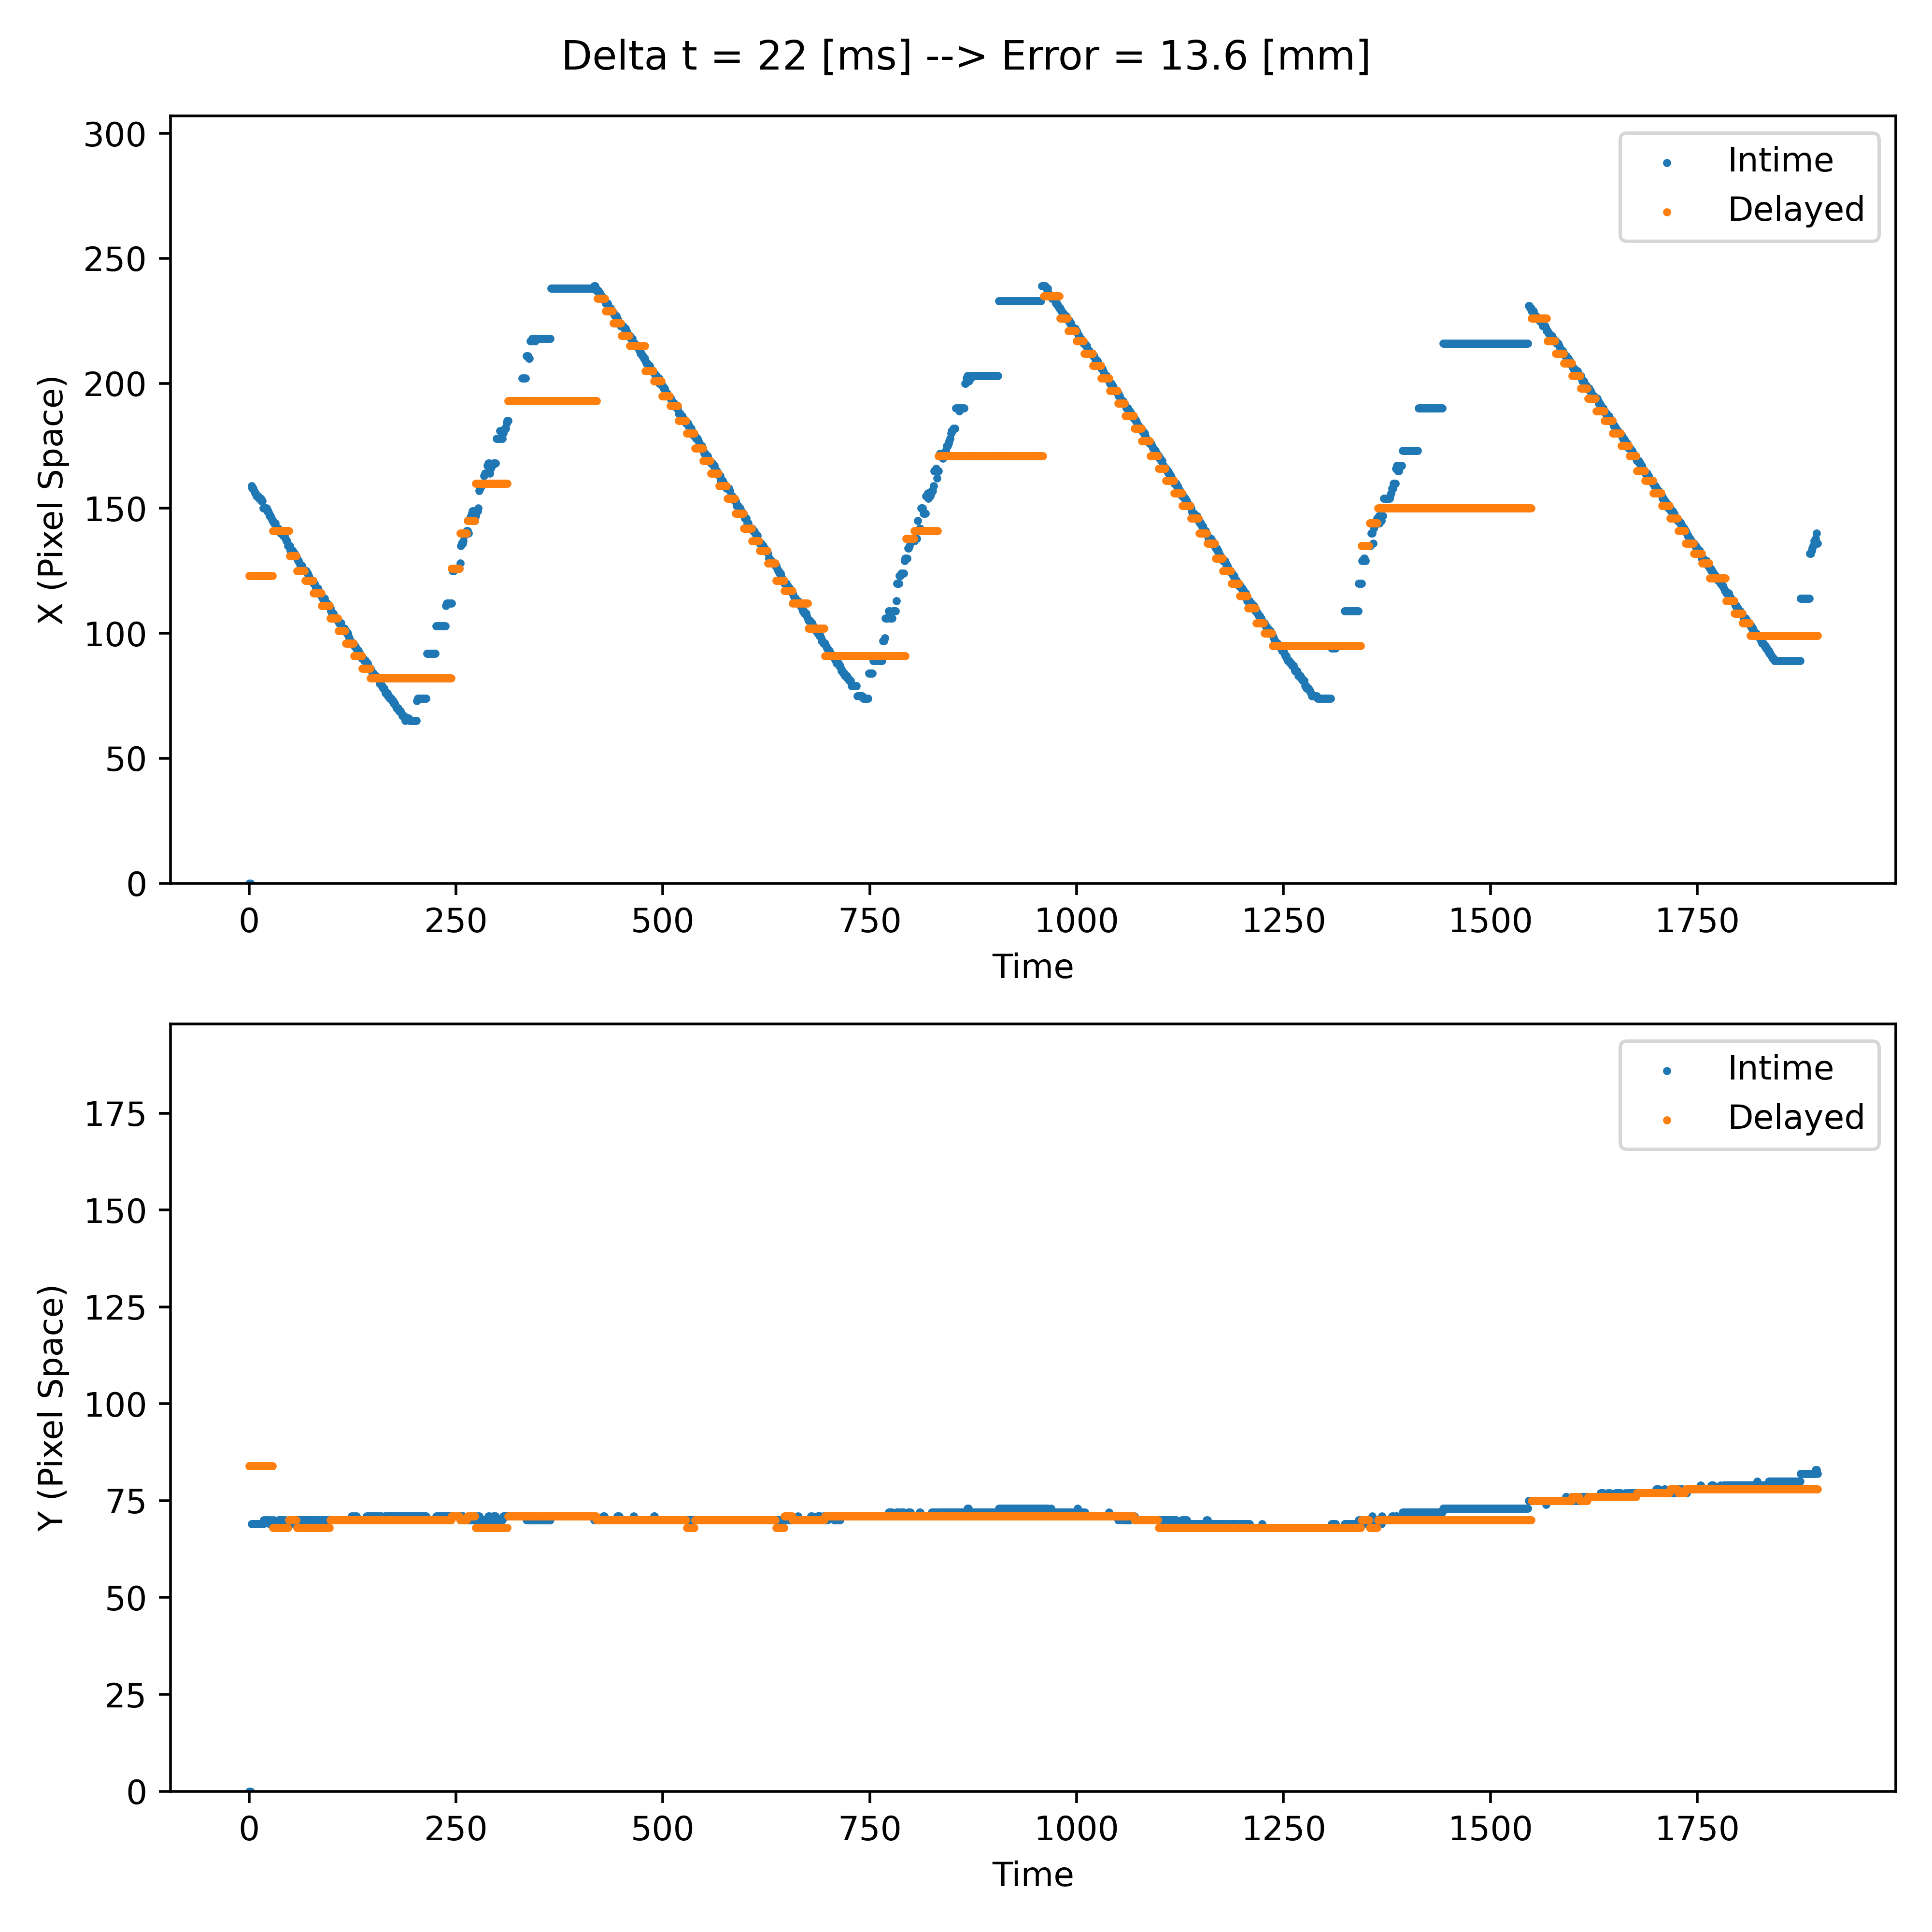 Delta t = 22 [ms] --> Error = 13.6 [mm]
300
250
200
150
100
50
0
X (Pixel Space)
Intime
Delayed
0 250 500 750 1000 1250 1500 1750
Time
175
150
125
100
75
50
25
0
Y (Pixel Space)
Intime
Delayed
0 250 500 750 1000 1250 1500 1750
Time